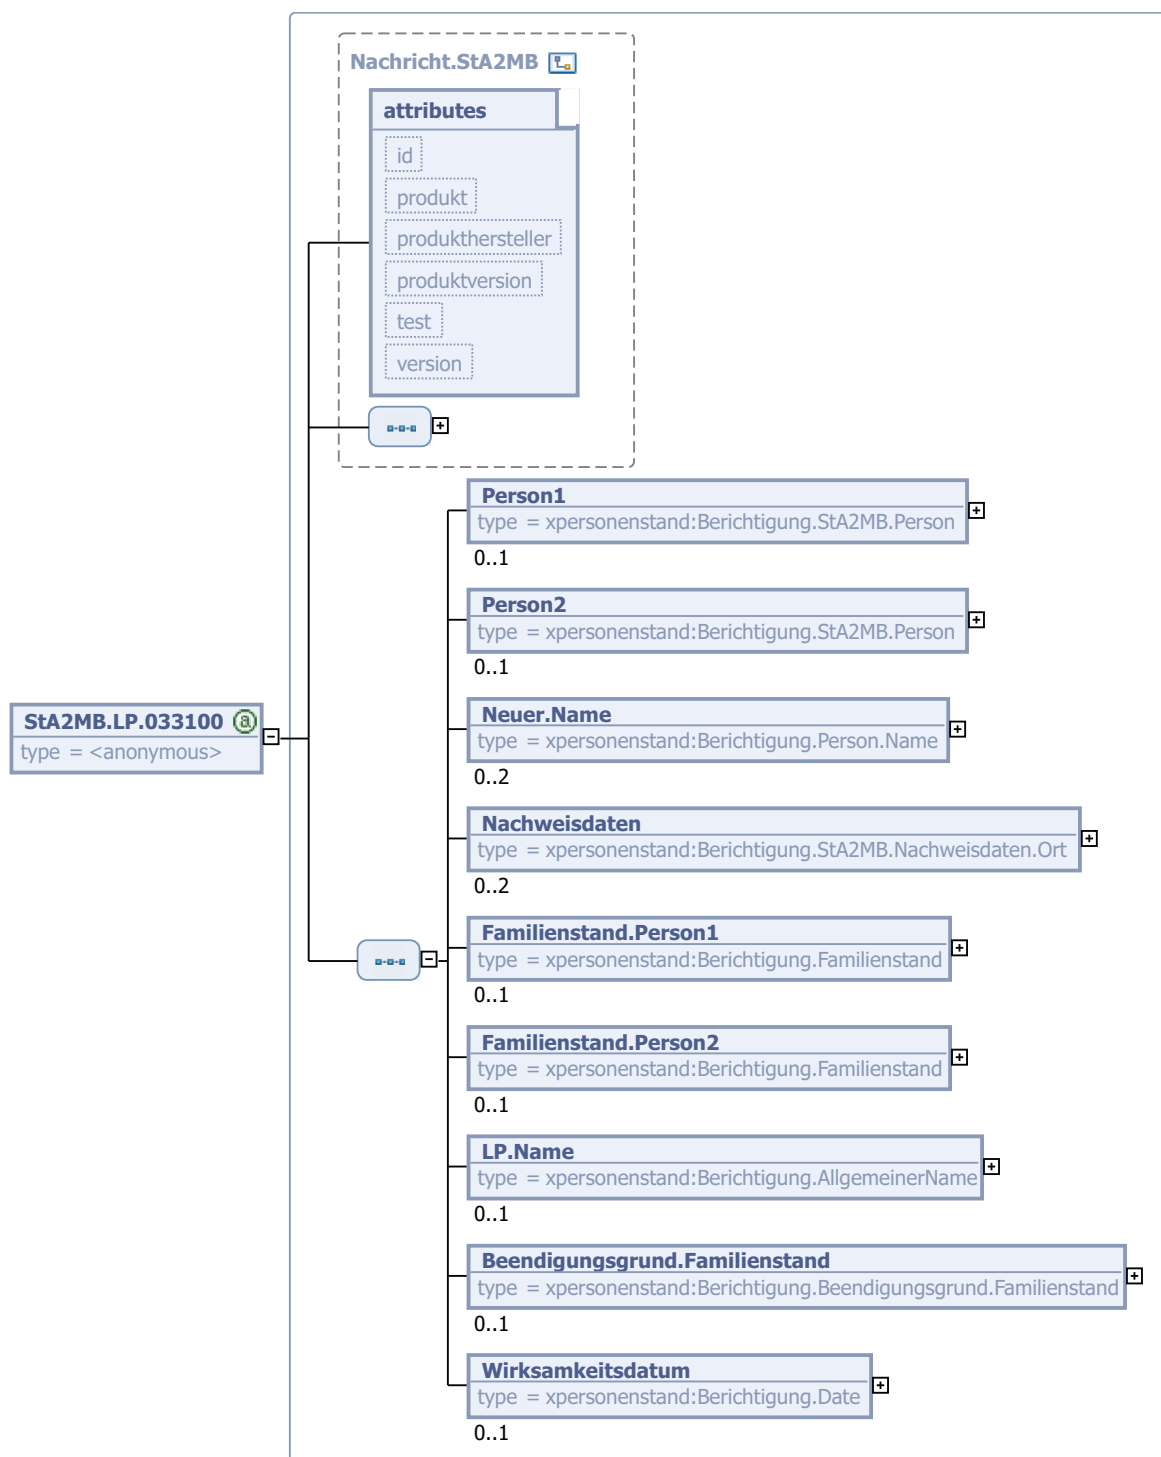 Nachricht.StA2MB
attributes
id
produkt
produkthersteller
produktversion
test
version
Person1
type = xpersonenstand:Berichtigung.StA2MB.Person
0..1
Person2
type = xpersonenstand:Berichtigung.StA2MB.Person
0..1
StA2MB.LP.033100 a
type = <anonymous>
Neuer.Name
type = xpersonenstand:Berichtigung.Person.Name
0..2
Nachweisdaten
type = xpersonenstand:Berichtigung.StA2MB.Nachweisdaten.Ort
0..2
Familienstand.Person1
type = xpersonenstand:Berichtigung.Familienstand
0..1
Familienstand.Person2
type = xpersonenstand:Berichtigung.Familienstand
0..1
LP.Name
type = xpersonenstand:Berichtigung.AllgemeinerName
0..1
Beendigungsgrund.Familienstand
type = xpersonenstand:Berichtigung.Beendigungsgrund.Familienstand
0..1
Wirksamkeitsdatum
type = xpersonenstand:Berichtigung.Date
0..1